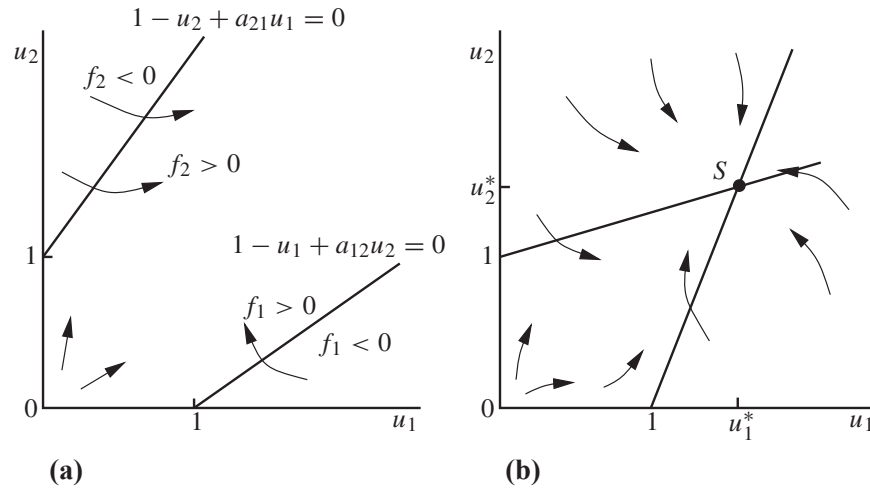 1 − u₂ + a₂₁u₁ = 0
u₂
f₂ < 0
f₂ > 0
1
1 − u₁ + a₁₂u₂ = 0
f₁ > 0
f₁ < 0
0
1
u₁
(a)
u₂
S
u₂*
1
0
1
u₁*
u₁
(b)